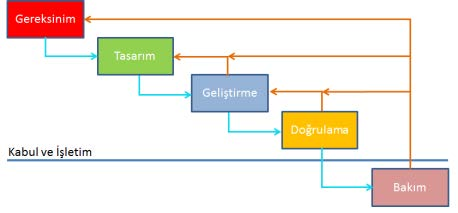 Gereksinim
Tasarım
Geliştirme
Doğrulama
Kabul ve İşletim
Bakım